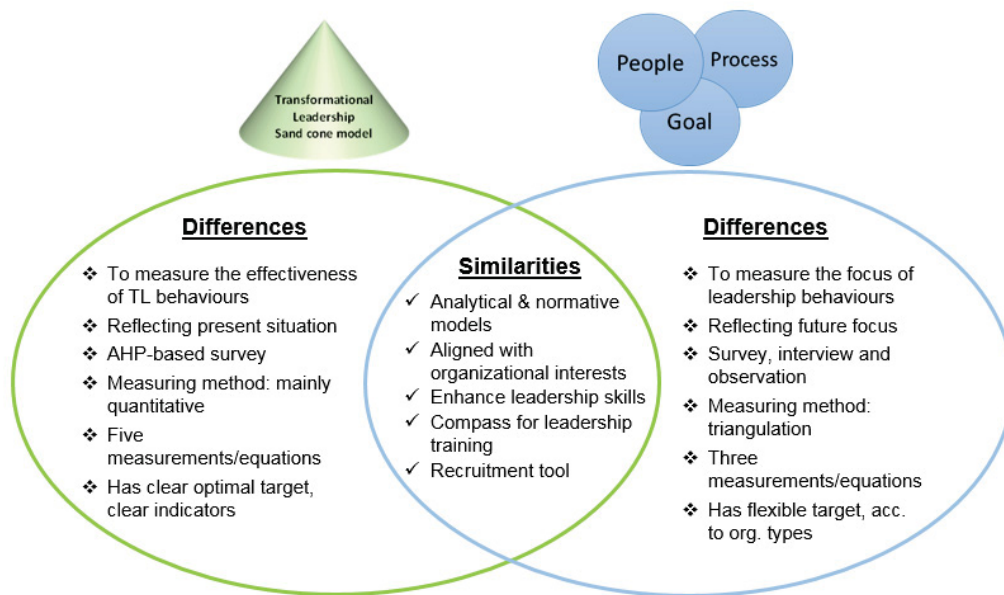 Transformational
Leadership
Sand cone model
People
Process
Goal
Differences
❖ To measure the effectiveness
of TL behaviours
❖ Reflecting present situation
❖ AHP-based survey
❖ Measuring method: mainly
quantitative
❖ Five
measurements/equations
❖ Has clear optimal target,
clear indicators
Similarities
✓ Analytical & normative
models
✓ Aligned with
organizational interests
✓ Enhance leadership skills
✓ Compass for leadership
training
✓ Recruitment tool
Differences
❖ To measure the focus of
leadership behaviours
❖ Reflecting future focus
❖ Survey, interview and
observation
❖ Measuring method:
triangulation
❖ Three
measurements/equations
❖ Has flexible target, acc.
to org. types